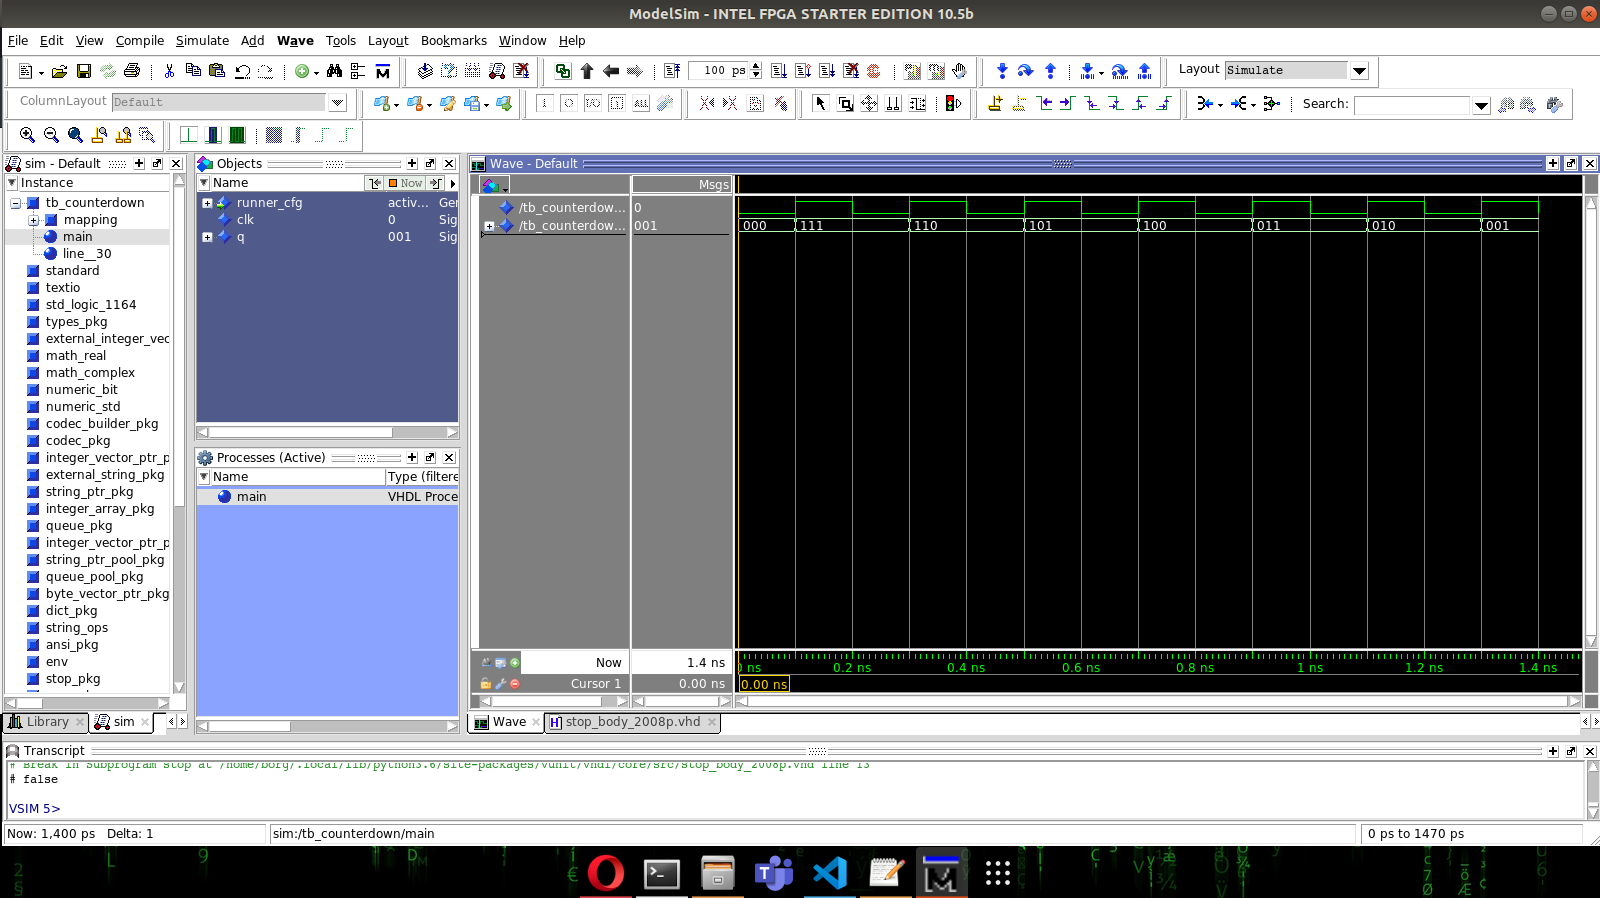 ModelSim - INTEL FPGA STARTER EDITION 10.5b
File Edit View Compile Simulate Add Wave Tools Layout Bookmarks Window Help
100 ps
Layout Simulate
ColumnLayout Default
ALL
Search:
sim - Default
Instance
tb_counterdown
mapping
main
line__30
standard
textio
std_logic_1164
types_pkg
external_integer_vec
math_real
math_complex
numeric_bit
numeric_std
codec_builder_pkg
codec_pkg
integer_vector_ptr_p
external_string_pkg
string_ptr_pkg
integer_array_pkg
queue_pkg
integer_vector_ptr_p
string_ptr_pool_pkg
queue_pool_pkg
byte_vector_ptr_pkg
dict_pkg
string_ops
ansi_pkg
env
stop_pkg
Library sim
Objects
Name Now
runner_cfg activ... Ger
clk 0 Sig
q 001 Sig
Processes (Active)
Name Type (filtere
main VHDL Proce
Wave - Default
Msgs
/tb_counterdow... 0
/tb_counterdow... 001
000 111 110 101 100 011 010 001
Now 1.4 ns
ns 0.2 ns 0.4 ns 0.6 ns 0.8 ns 1 ns 1.2 ns 1.4 ns
Cursor 1 0.00 ns
0.00 ns
Wave stop_body_2008p.vhd
Transcript
# Break in Subprogram stop at /home/borg/.local/lib/python3.6/site-packages/vunit/vhdl/core/src/stop_body_2008p.vhd line 13
# false
VSIM 5>
Now: 1,400 ps Delta: 1 sim:/tb_counterdown/main 0 ps to 1470 ps